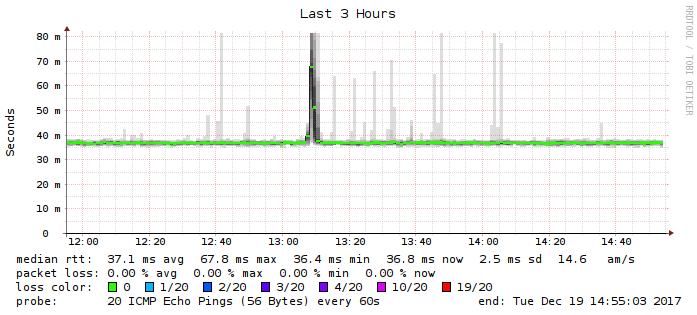 Last 3 Hours
RRDTOOL / TOBI OETIKER
Seconds
80 m
70 m
60 m
50 m
40 m
30 m
20 m
10 m
0
12:00 12:20 12:40 13:00 13:20 13:40 14:00 14:20 14:40
median rtt: 37.1 ms avg 67.8 ms max 36.4 ms min 36.8 ms now 2.5 ms sd 14.6 am/s
packet loss: 0.00 % avg 0.00 % max 0.00 % min 0.00 % now
loss color: 0 1/20 2/20 3/20 4/20 10/20 19/20
probe: 20 ICMP Echo Pings (56 Bytes) every 60s end: Tue Dec 19 14:55:03 2017